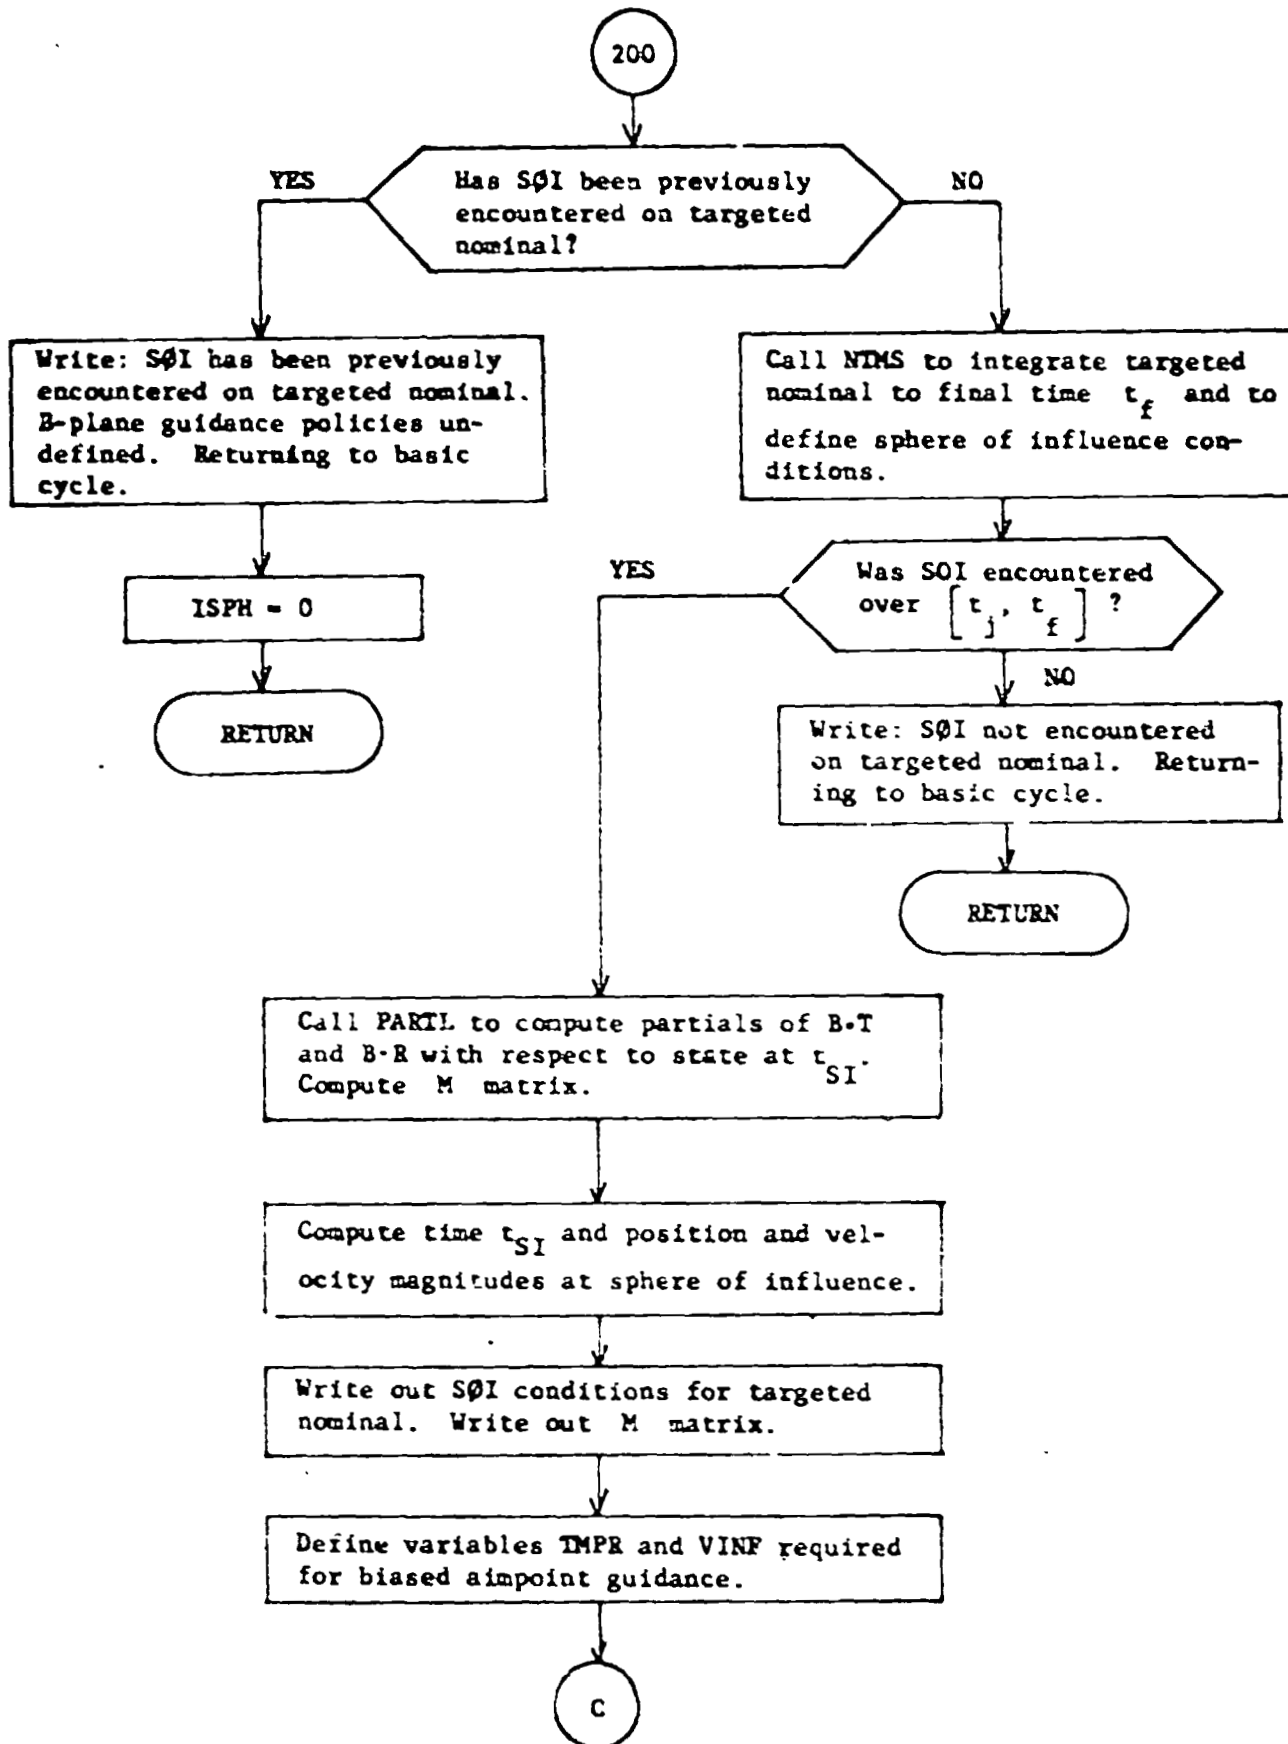 200
Has SØI been previously
encountered on targeted
nominal?
YES
NO
Write: SØI has been previously
encountered on targeted nominal.
B-plane guidance policies un-
defined. Returning to basic
cycle.
ISPH = 0
RETURN
Call NTMS to integrate targeted
nominal to final time t_f and to
define sphere of influence con-
ditions.
Was SOI encountered
over [t_j, t_f] ?
YES
NO
Write: SØI not encountered
on targeted nominal. Return-
ing to basic cycle.
RETURN
Call PARTL to compute partials of B·T
and B·R with respect to state at t_SI.
Compute M matrix.
Compute time t_SI and position and vel-
ocity magnitudes at sphere of influence.
Write out SØI conditions for targeted
nominal. Write out M matrix.
Define variables TMPR and VINF required
for biased aimpoint guidance.
C